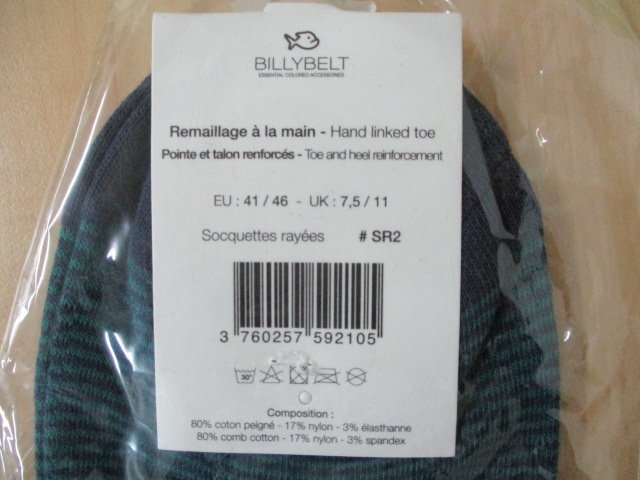 BILLYBELT
ESSENTIAL COLORED ACCESSORIES
Remaillage à la main - Hand linked toe
Pointe et talon renforcés - Toe and heel reinforcement
EU : 41 / 46 - UK : 7,5 / 11
Socquettes rayées # SR2
3 760257 592105
30°
Composition :
80% coton peigné - 17% nylon - 3% élasthanne
80% comb cotton - 17% nylon - 3% spandex